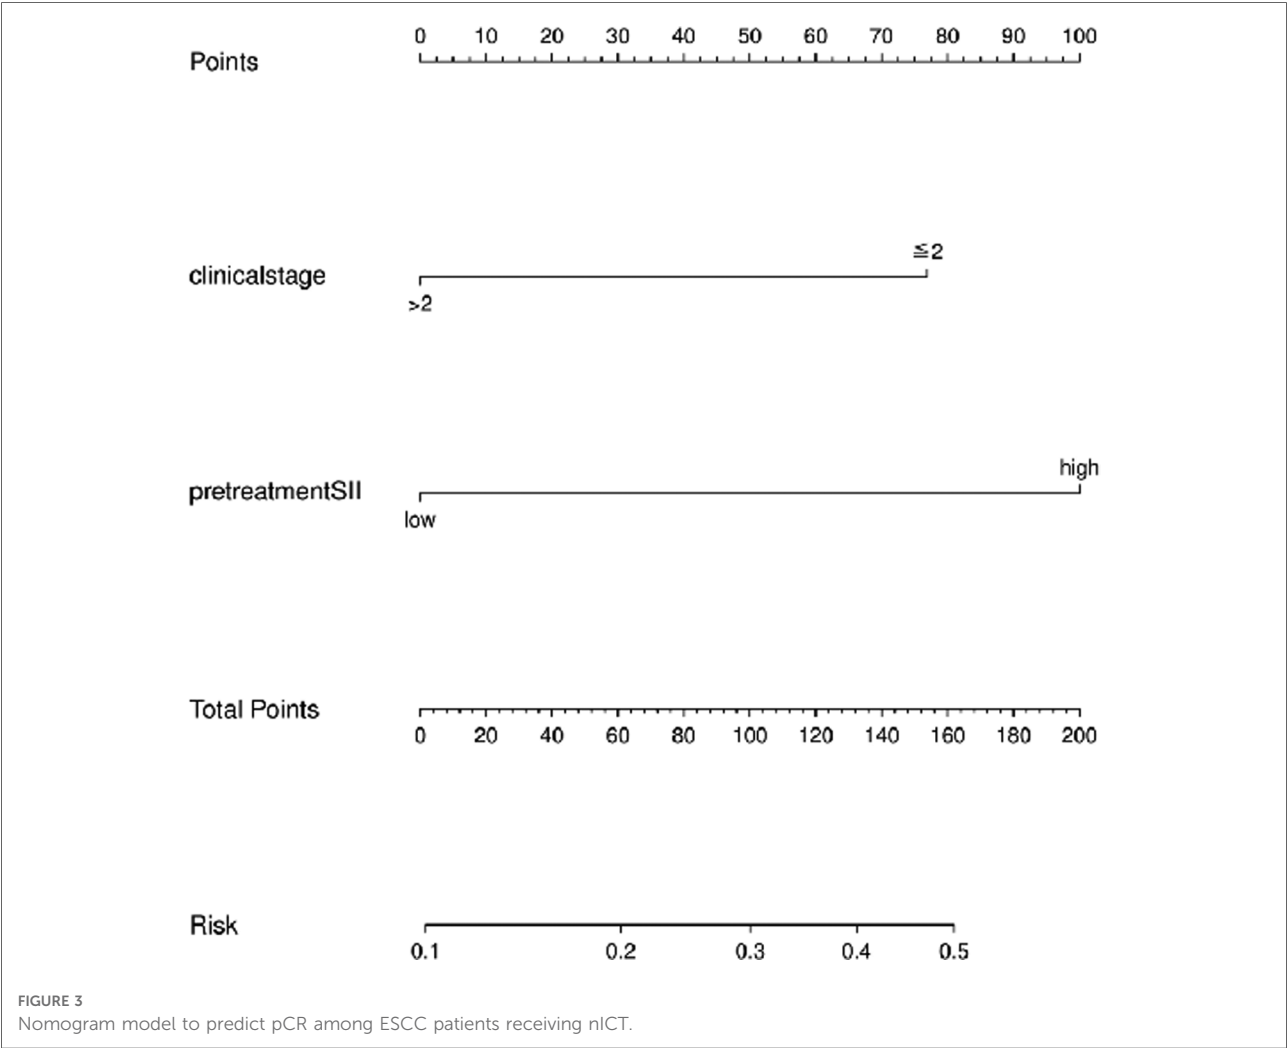 0 10 20 30 40 50 60 70 80 90 100
Points
≦2
clinicalstage
>2
high
pretreatmentSII
low
Total Points
0 20 40 60 80 100 120 140 160 180 200
Risk
0.1 0.2 0.3 0.4 0.5
FIGURE 3
Nomogram model to predict pCR among ESCC patients receiving nICT.